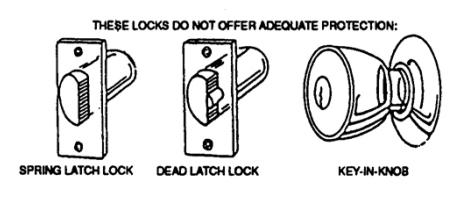 THESE LOCKS DO NOT OFFER ADEQUATE PROTECTION:
SPRING LATCH LOCK DEAD LATCH LOCK KEY-IN-KNOB